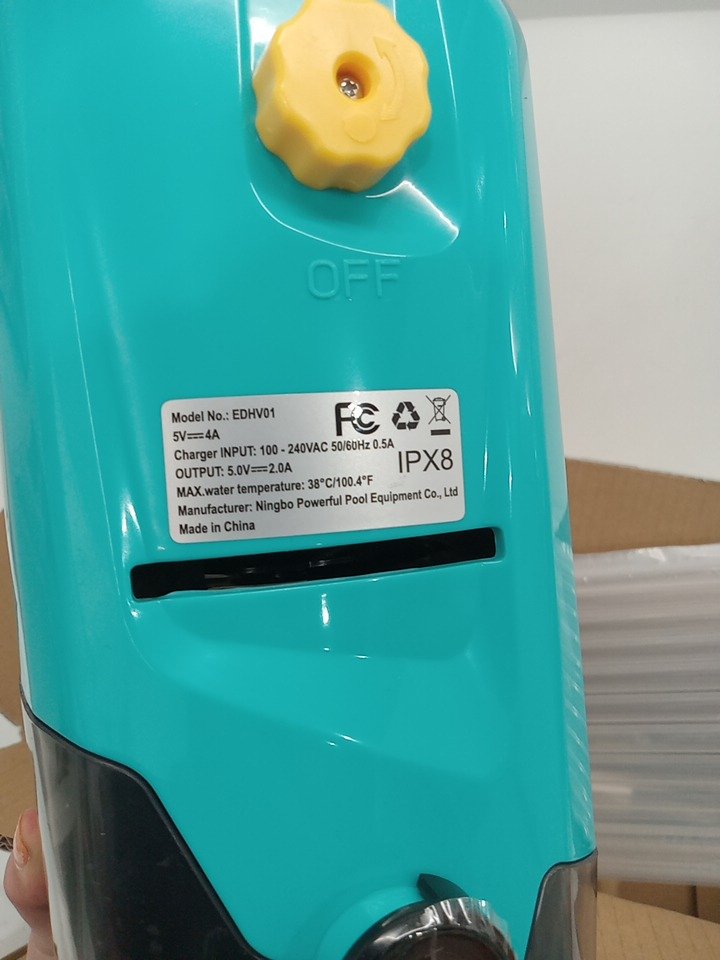 OFF
Model No.: EDHV01
5V⎓4A
Charger INPUT: 100 - 240VAC 50/60Hz 0.5A
OUTPUT: 5.0V⎓2.0A
MAX.water temperature: 38°C/100.4°F
Manufacturer: Ningbo Powerful Pool Equipment Co., Ltd
Made in China
FC
IPX8